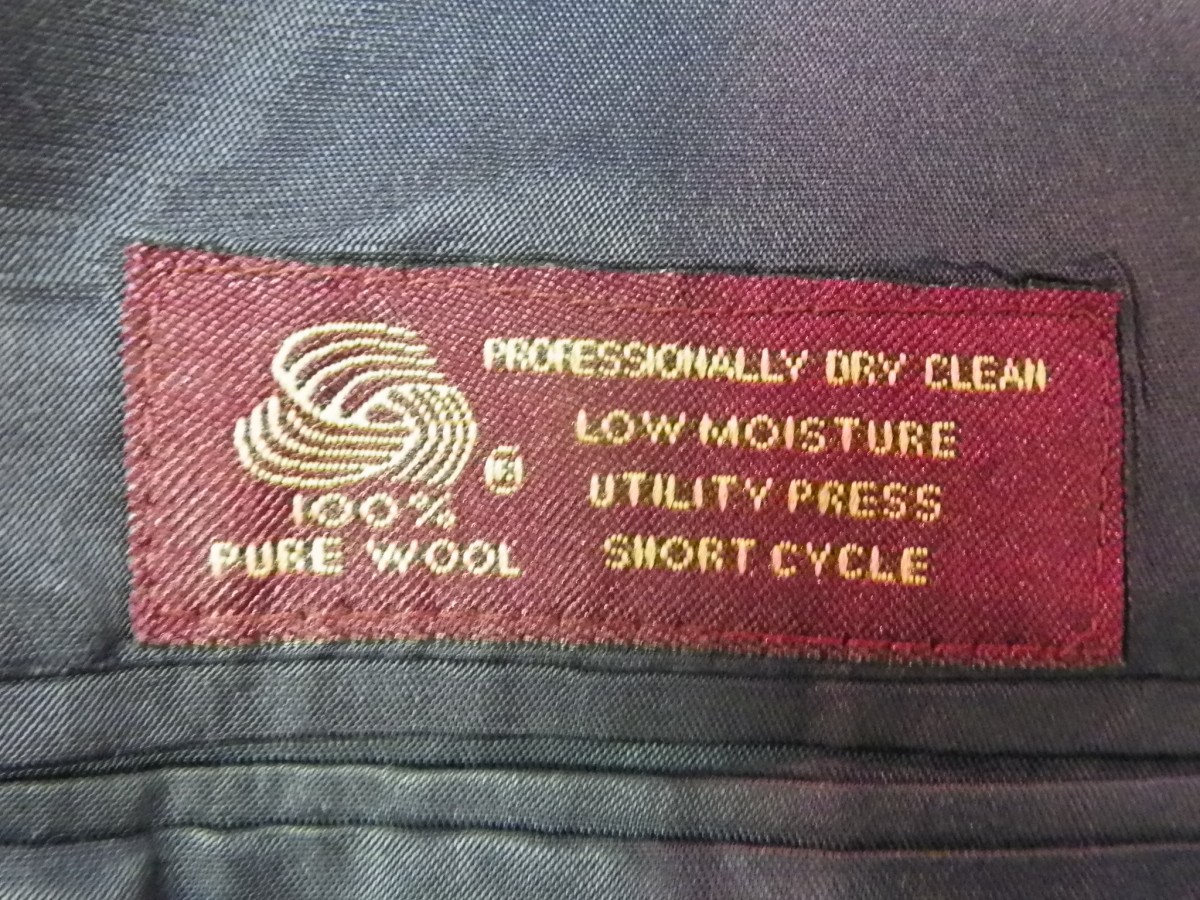 PROFESSIONALLY DRY CLEAN
LOW MOISTURE
UTILITY PRESS
SHORT CYCLE
®
100%
PURE WOOL